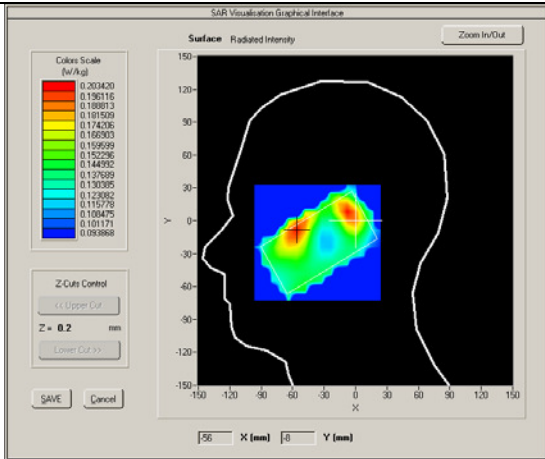 SAR Visualisation Graphical Interface
Surface Radiated Intensity
Zoom In/Out
Colors Scale
(W/kg)
0.203420
0.196116
0.188813
0.181509
0.174206
0.166903
0.159599
0.152296
0.144992
0.137689
0.130385
0.123082
0.115778
0.108475
0.101171
0.093868
Z-Cuts Control
<< Upper Cut
Z = 0.2 mm
Lower Cut >>
SAVE Cancel
150-
120-
90-
60-
30-
0-
-30-
-60-
-90-
-120-
-150-
Y
-150 -120 -90 -60 -30 0 30 60 90 120 150
X
-56 X (mm) -8 Y (mm)